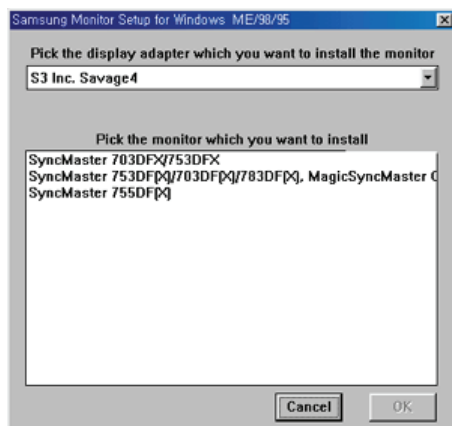 Samsung Monitor Setup for Windows ME/98/95
Pick the display adapter which you want to install the monitor
S3 Inc. Savage4
Pick the monitor which you want to install
SyncMaster 703DFX/753DFX
SyncMaster 753DF(X)/703DF(X)/783DF(X), MagicSyncMaster C
SyncMaster 755DF(X)
Cancel
OK